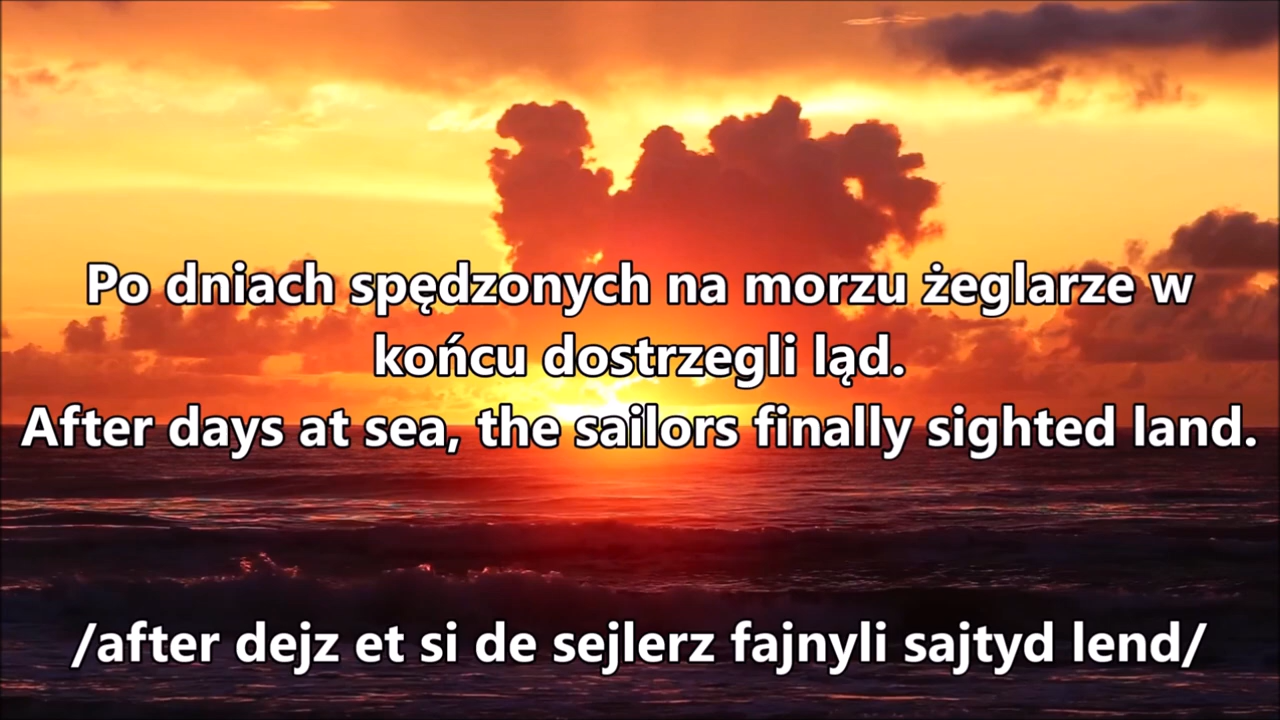 Po dniach spędzonych na morzu żeglarze w
końcu dostrzegli ląd.
After days at sea, the sailors finally sighted land.
/after dejz et si de sejlerz fajnyli sajtyd lend/